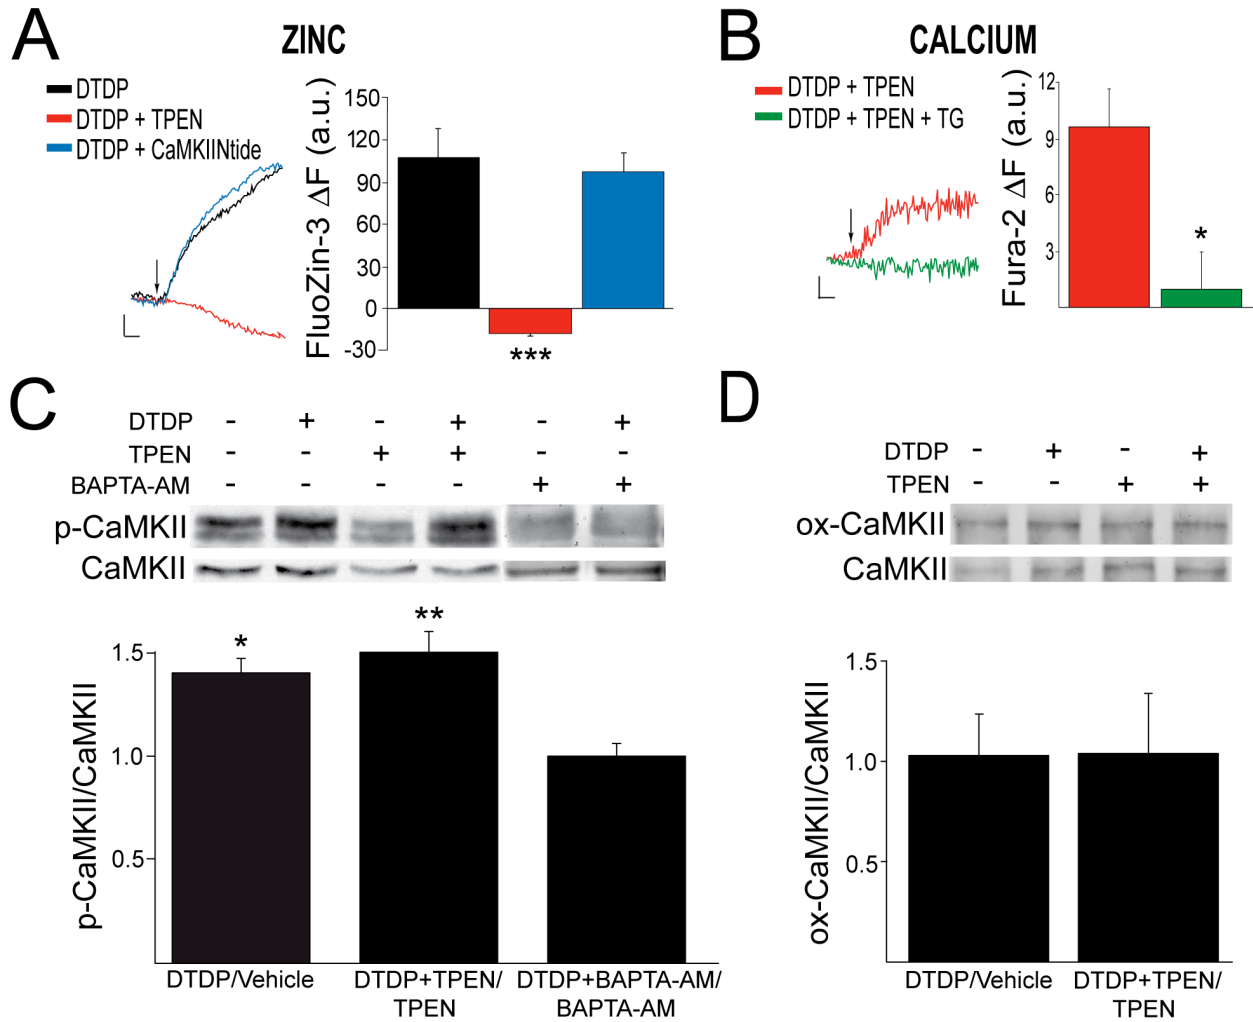 A
ZINC
DTDP
DTDP + TPEN
DTDP + CaMKIINtide
FluoZin-3 ΔF (a.u.)
150
120
90
60
30
0
-30
***
B
CALCIUM
DTDP + TPEN
DTDP + TPEN + TG
Fura-2 ΔF (a.u.)
12
9
6
3
*
C
DTDP - + - + - +
TPEN - - + + - -
BAPTA-AM - - - - + +
p-CaMKII
CaMKII
p-CaMKII/CaMKII
1.5
1.0
0.5
*
**
DTDP/Vehicle
DTDP+TPEN/
TPEN
DTDP+BAPTA-AM/
BAPTA-AM
D
DTDP - + - +
TPEN - - + +
ox-CaMKII
CaMKII
ox-CaMKII/CaMKII
1.5
1.0
0.5
DTDP/Vehicle
DTDP+TPEN/
TPEN